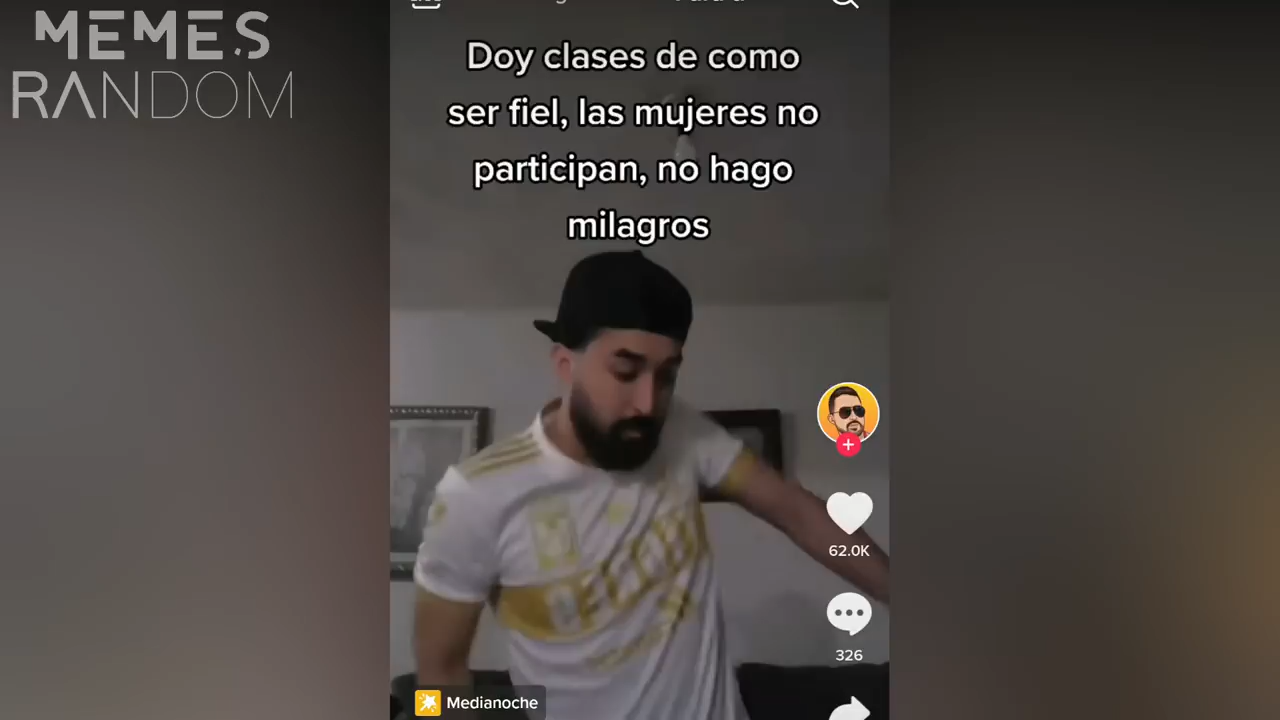 MEMES
RANDOM
Doy clases de como
ser fiel, las mujeres no
participan, no hago
milagros
62.0K
326
Medianoche